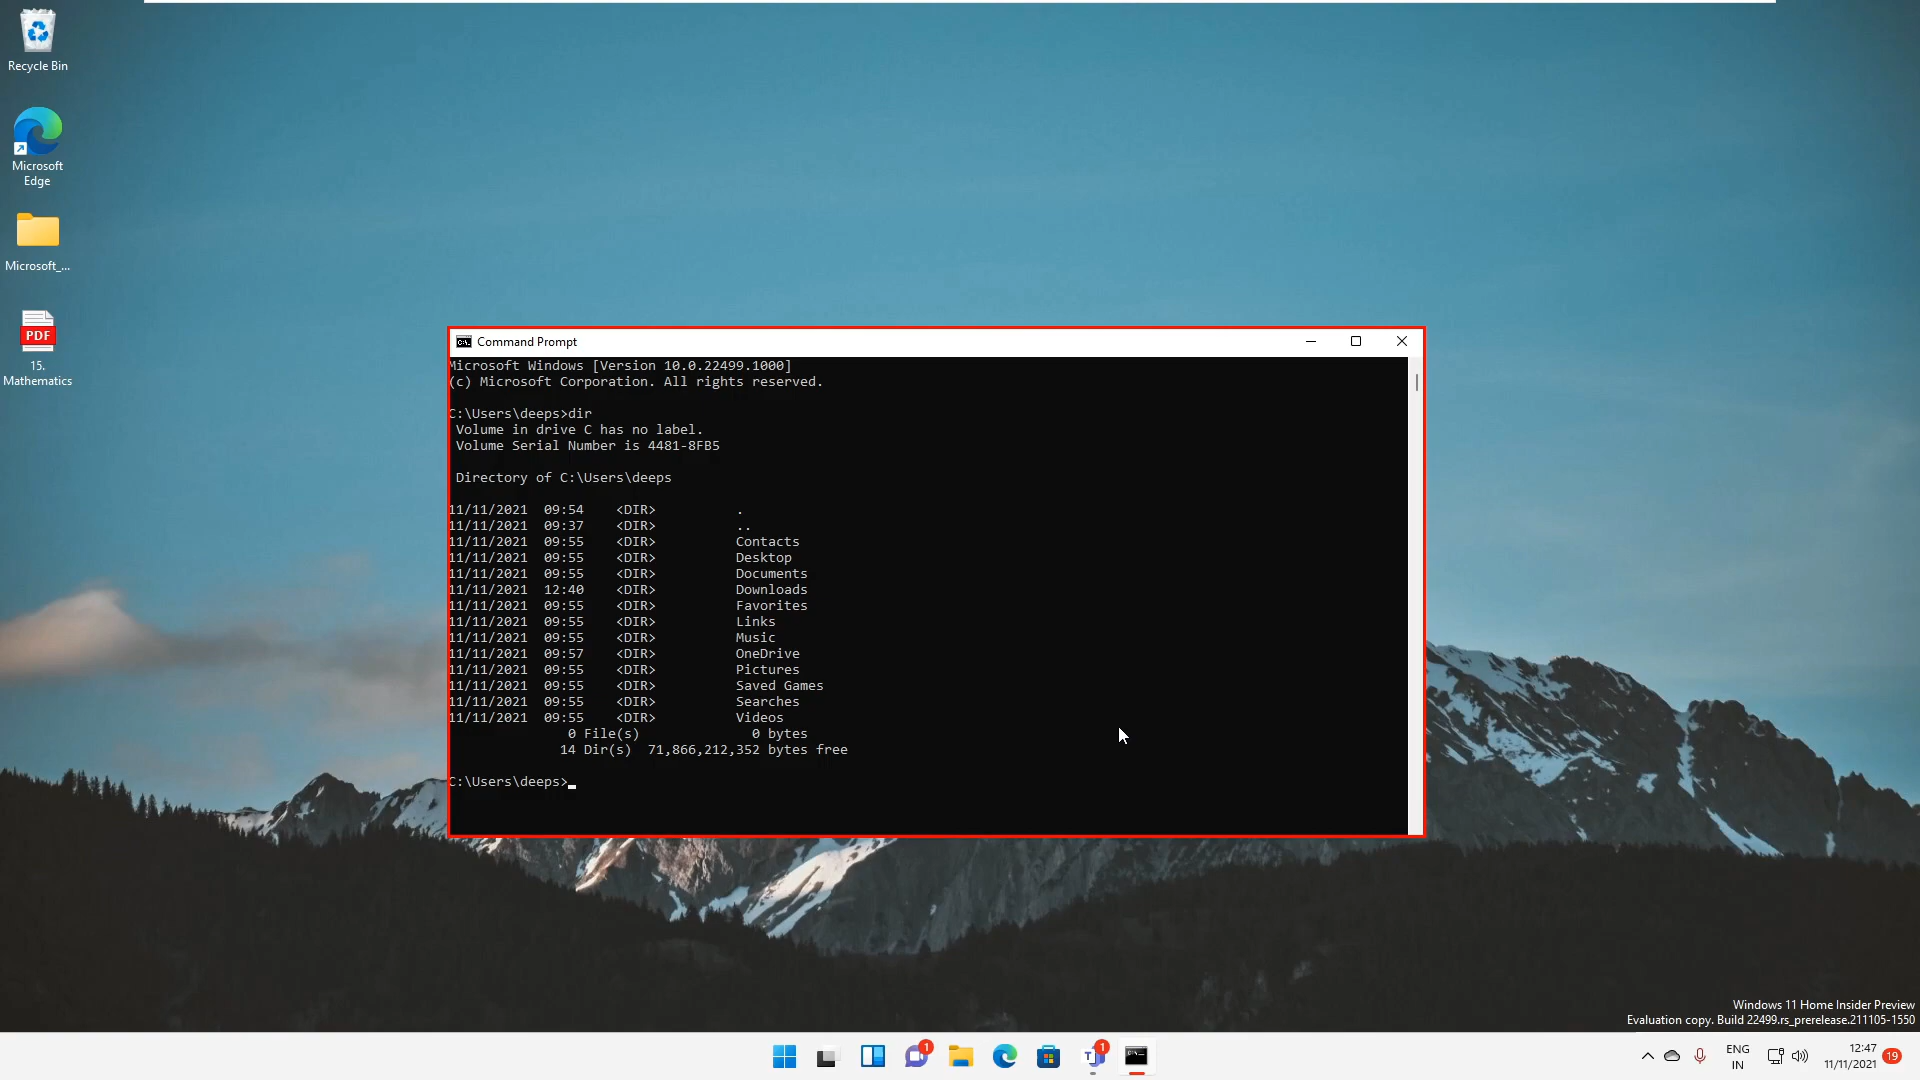 Recycle Bin
Microsoft
Edge
Microsoft_...
PDF
15.
Mathematics
Command Prompt
Microsoft Windows [Version 10.0.22499.1000]
(c) Microsoft Corporation. All rights reserved.
C:\Users\deeps>dir
Volume in drive C has no label.
Volume Serial Number is 4481-8FB5
Directory of C:\Users\deeps
11/11/2021  09:54    <DIR>          .
11/11/2021  09:37    <DIR>          ..
11/11/2021  09:55    <DIR>          Contacts
11/11/2021  09:55    <DIR>          Desktop
11/11/2021  09:55    <DIR>          Documents
11/11/2021  12:40    <DIR>          Downloads
11/11/2021  09:55    <DIR>          Favorites
11/11/2021  09:55    <DIR>          Links
11/11/2021  09:55    <DIR>          Music
11/11/2021  09:57    <DIR>          OneDrive
11/11/2021  09:55    <DIR>          Pictures
11/11/2021  09:55    <DIR>          Saved Games
11/11/2021  09:55    <DIR>          Searches
11/11/2021  09:55    <DIR>          Videos
0 File(s)              0 bytes
14 Dir(s)  71,866,212,352 bytes free
C:\Users\deeps>
Windows 11 Home Insider Preview
Evaluation copy. Build 22499.rs_prerelease.211105-1550
1
1
ENG
IN
12:47
11/11/2021
19